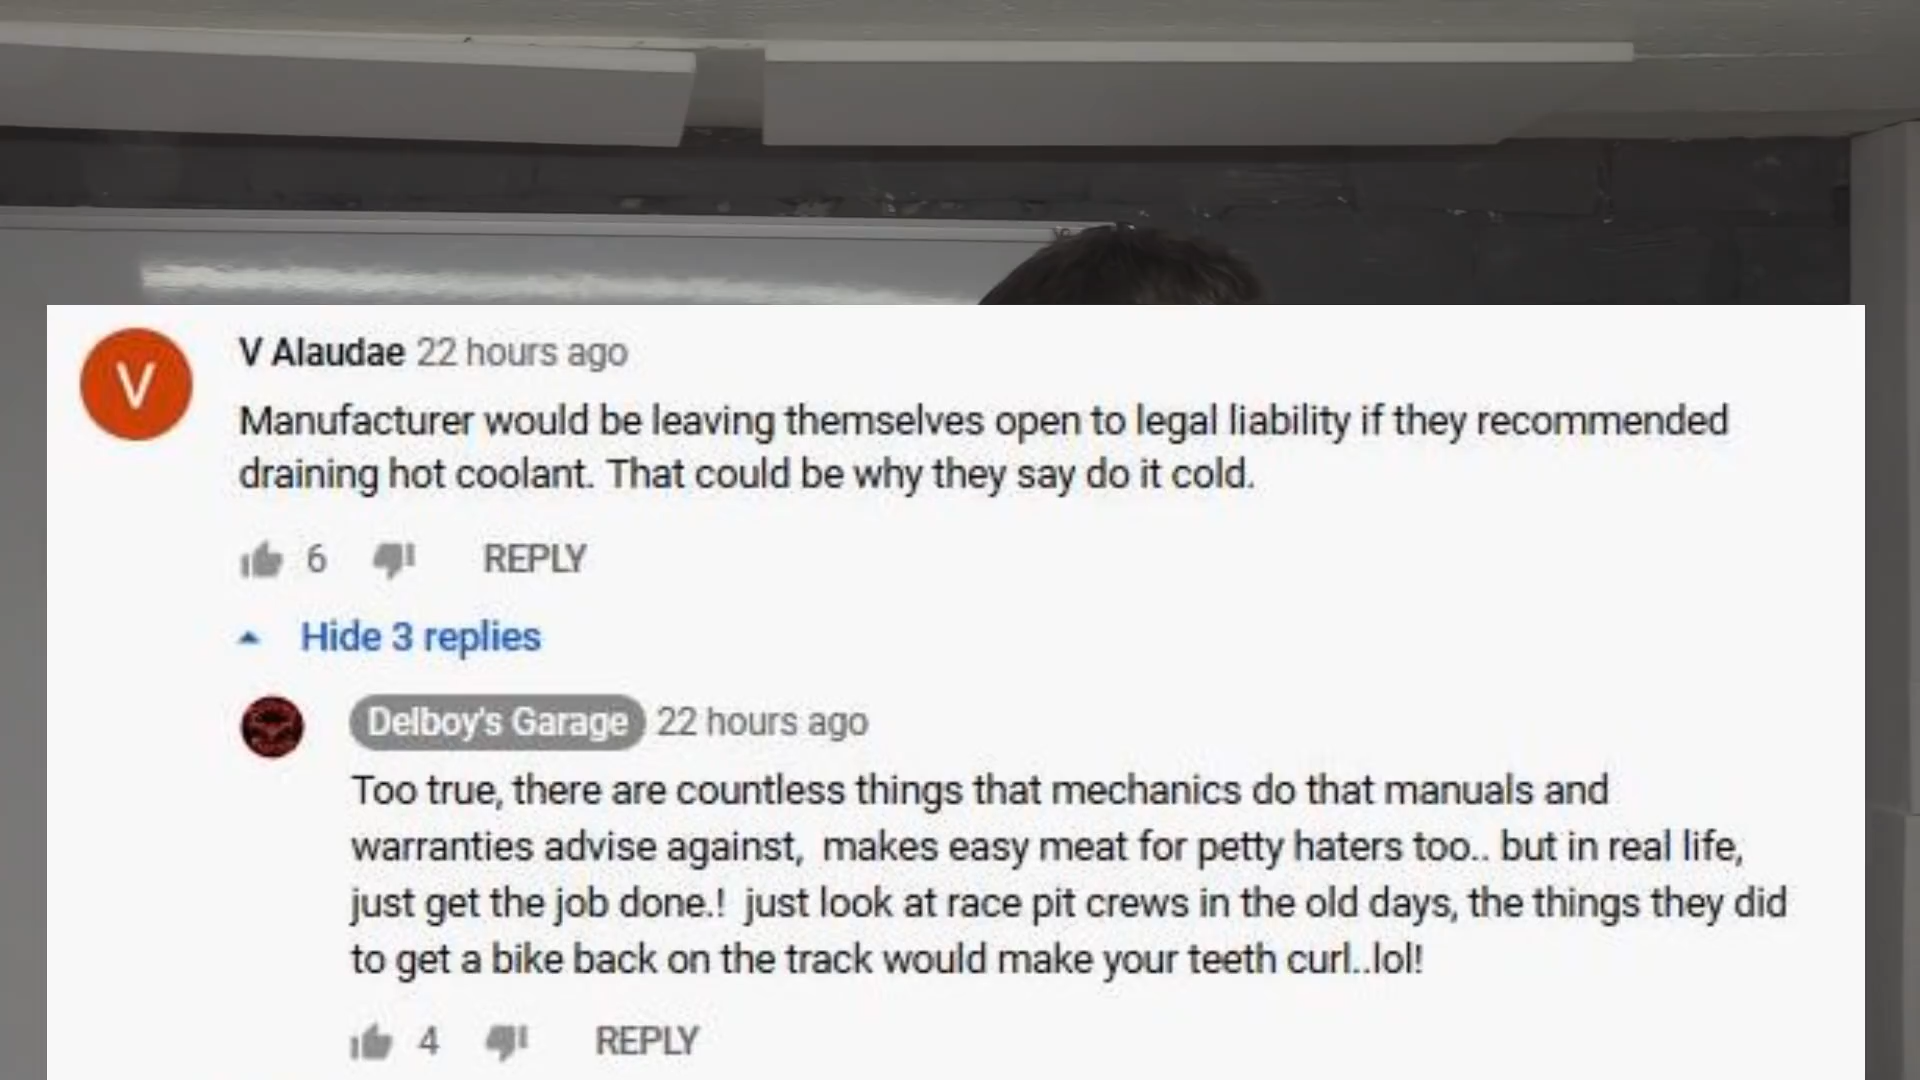 V
V Alaudae 22 hours ago
Manufacturer would be leaving themselves open to legal liability if they recommended
draining hot coolant. That could be why they say do it cold.
6 REPLY
Hide 3 replies
Delboy's Garage 22 hours ago
Too true, there are countless things that mechanics do that manuals and
warranties advise against,  makes easy meat for petty haters too.. but in real life,
just get the job done.!  just look at race pit crews in the old days, the things they did
to get a bike back on the track would make your teeth curl..lol!
4 REPLY